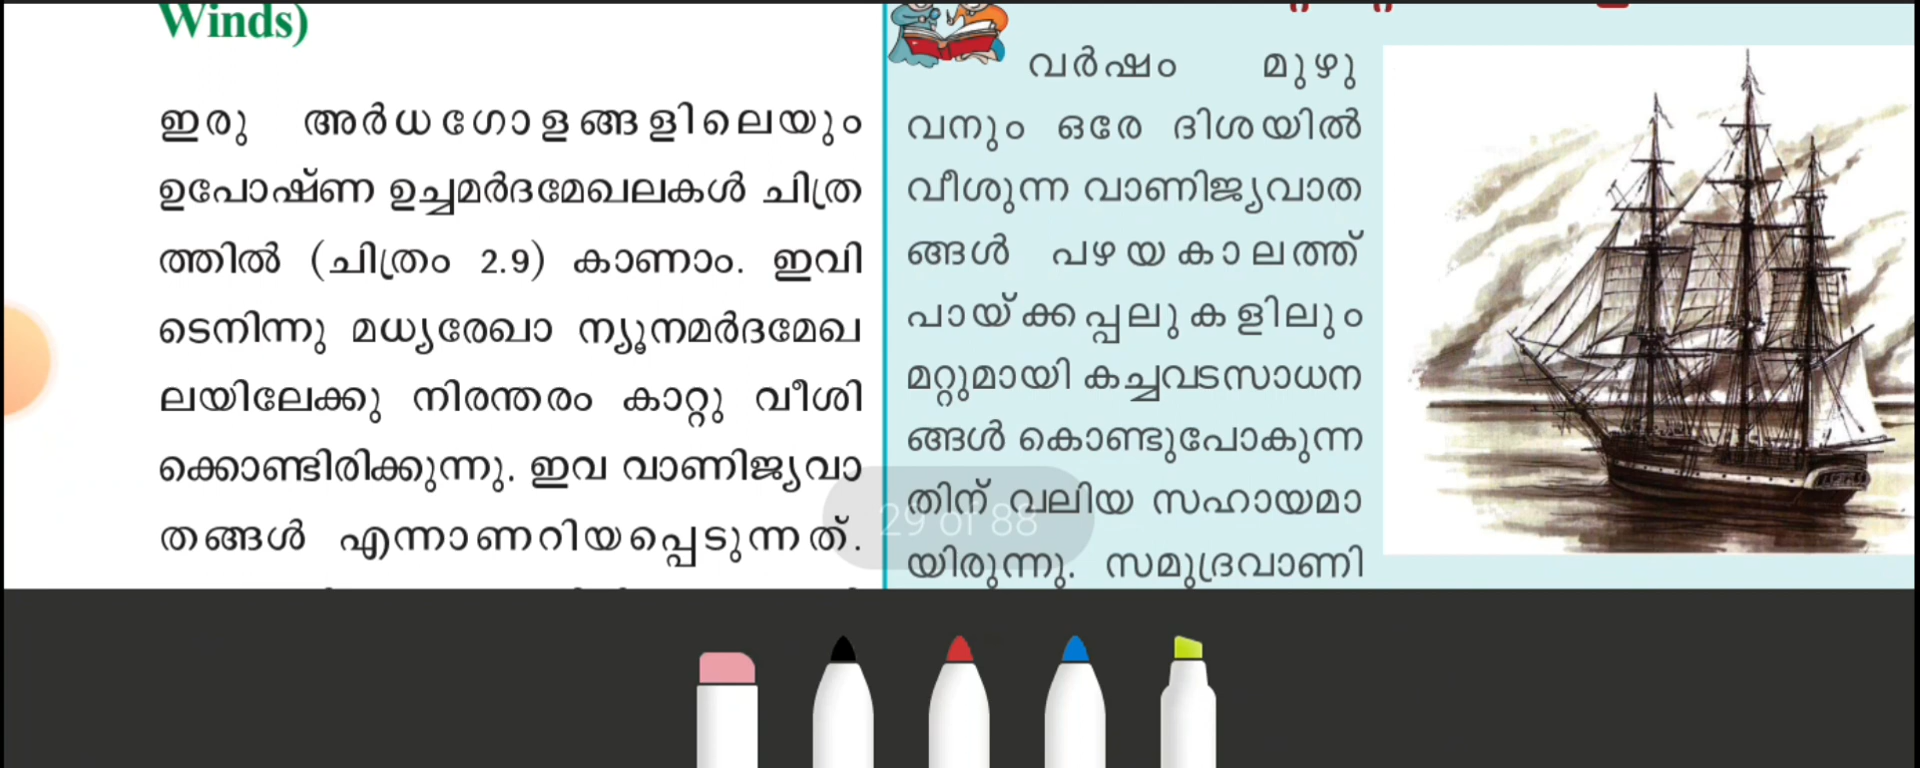 Winds)
ഇരു അർധഗോളങ്ങളിലെയും
ഉപോഷ്ണ ഉച്ചമർദമേഖലകൾ ചിത്ര
ത്തിൽ (ചിത്രം 2.9) കാണാം. ഇവി
ടെനിന്നു മധ്യരേഖാ ന്യൂനമർദമേഖ
ലയിലേക്കു നിരന്തരം കാറ്റു വീശി
ക്കൊണ്ടിരിക്കുന്നു. ഇവ വാണിജ്യവാ
തങ്ങൾ എന്നാണറിയപ്പെടുന്നത്.
വർഷം മുഴു
വനും ഒരേ ദിശയിൽ
വീശുന്ന വാണിജ്യവാത
ങ്ങൾ പഴയകാലത്ത്
പായ്ക്കപ്പലുകളിലും
മറ്റുമായി കച്ചവടസാധന
ങ്ങൾ കൊണ്ടുപോകുന്ന
തിന് വലിയ സഹായമാ
യിരുന്നു. സമുദ്രവാണി
29 of 88